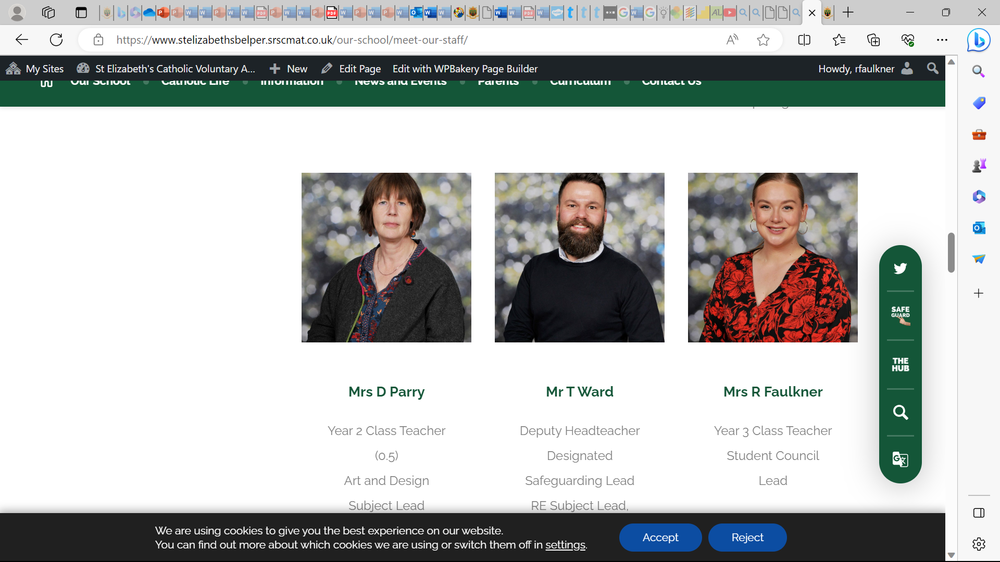 https://www.stelizabethsbelper.srscmat.co.uk/our-school/meet-our-staff/
My Sites St Elizabeth's Catholic Voluntary A... New Edit Page Edit with WPBakery Page Builder Howdy, rfaulkner
Our School Catholic Life Information News and Events Parents Curriculum Contact Us
SAFE
GUARD
THE
HUB
Mrs D Parry Mr T Ward Mrs R Faulkner
Year 2 Class Teacher Deputy Headteacher Year 3 Class Teacher
(0.5) Designated Student Council
Art and Design Safeguarding Lead Lead
Subject Lead RE Subject Lead,
We are using cookies to give you the best experience on our website.
You can find out more about which cookies we are using or switch them off in settings.
Accept Reject